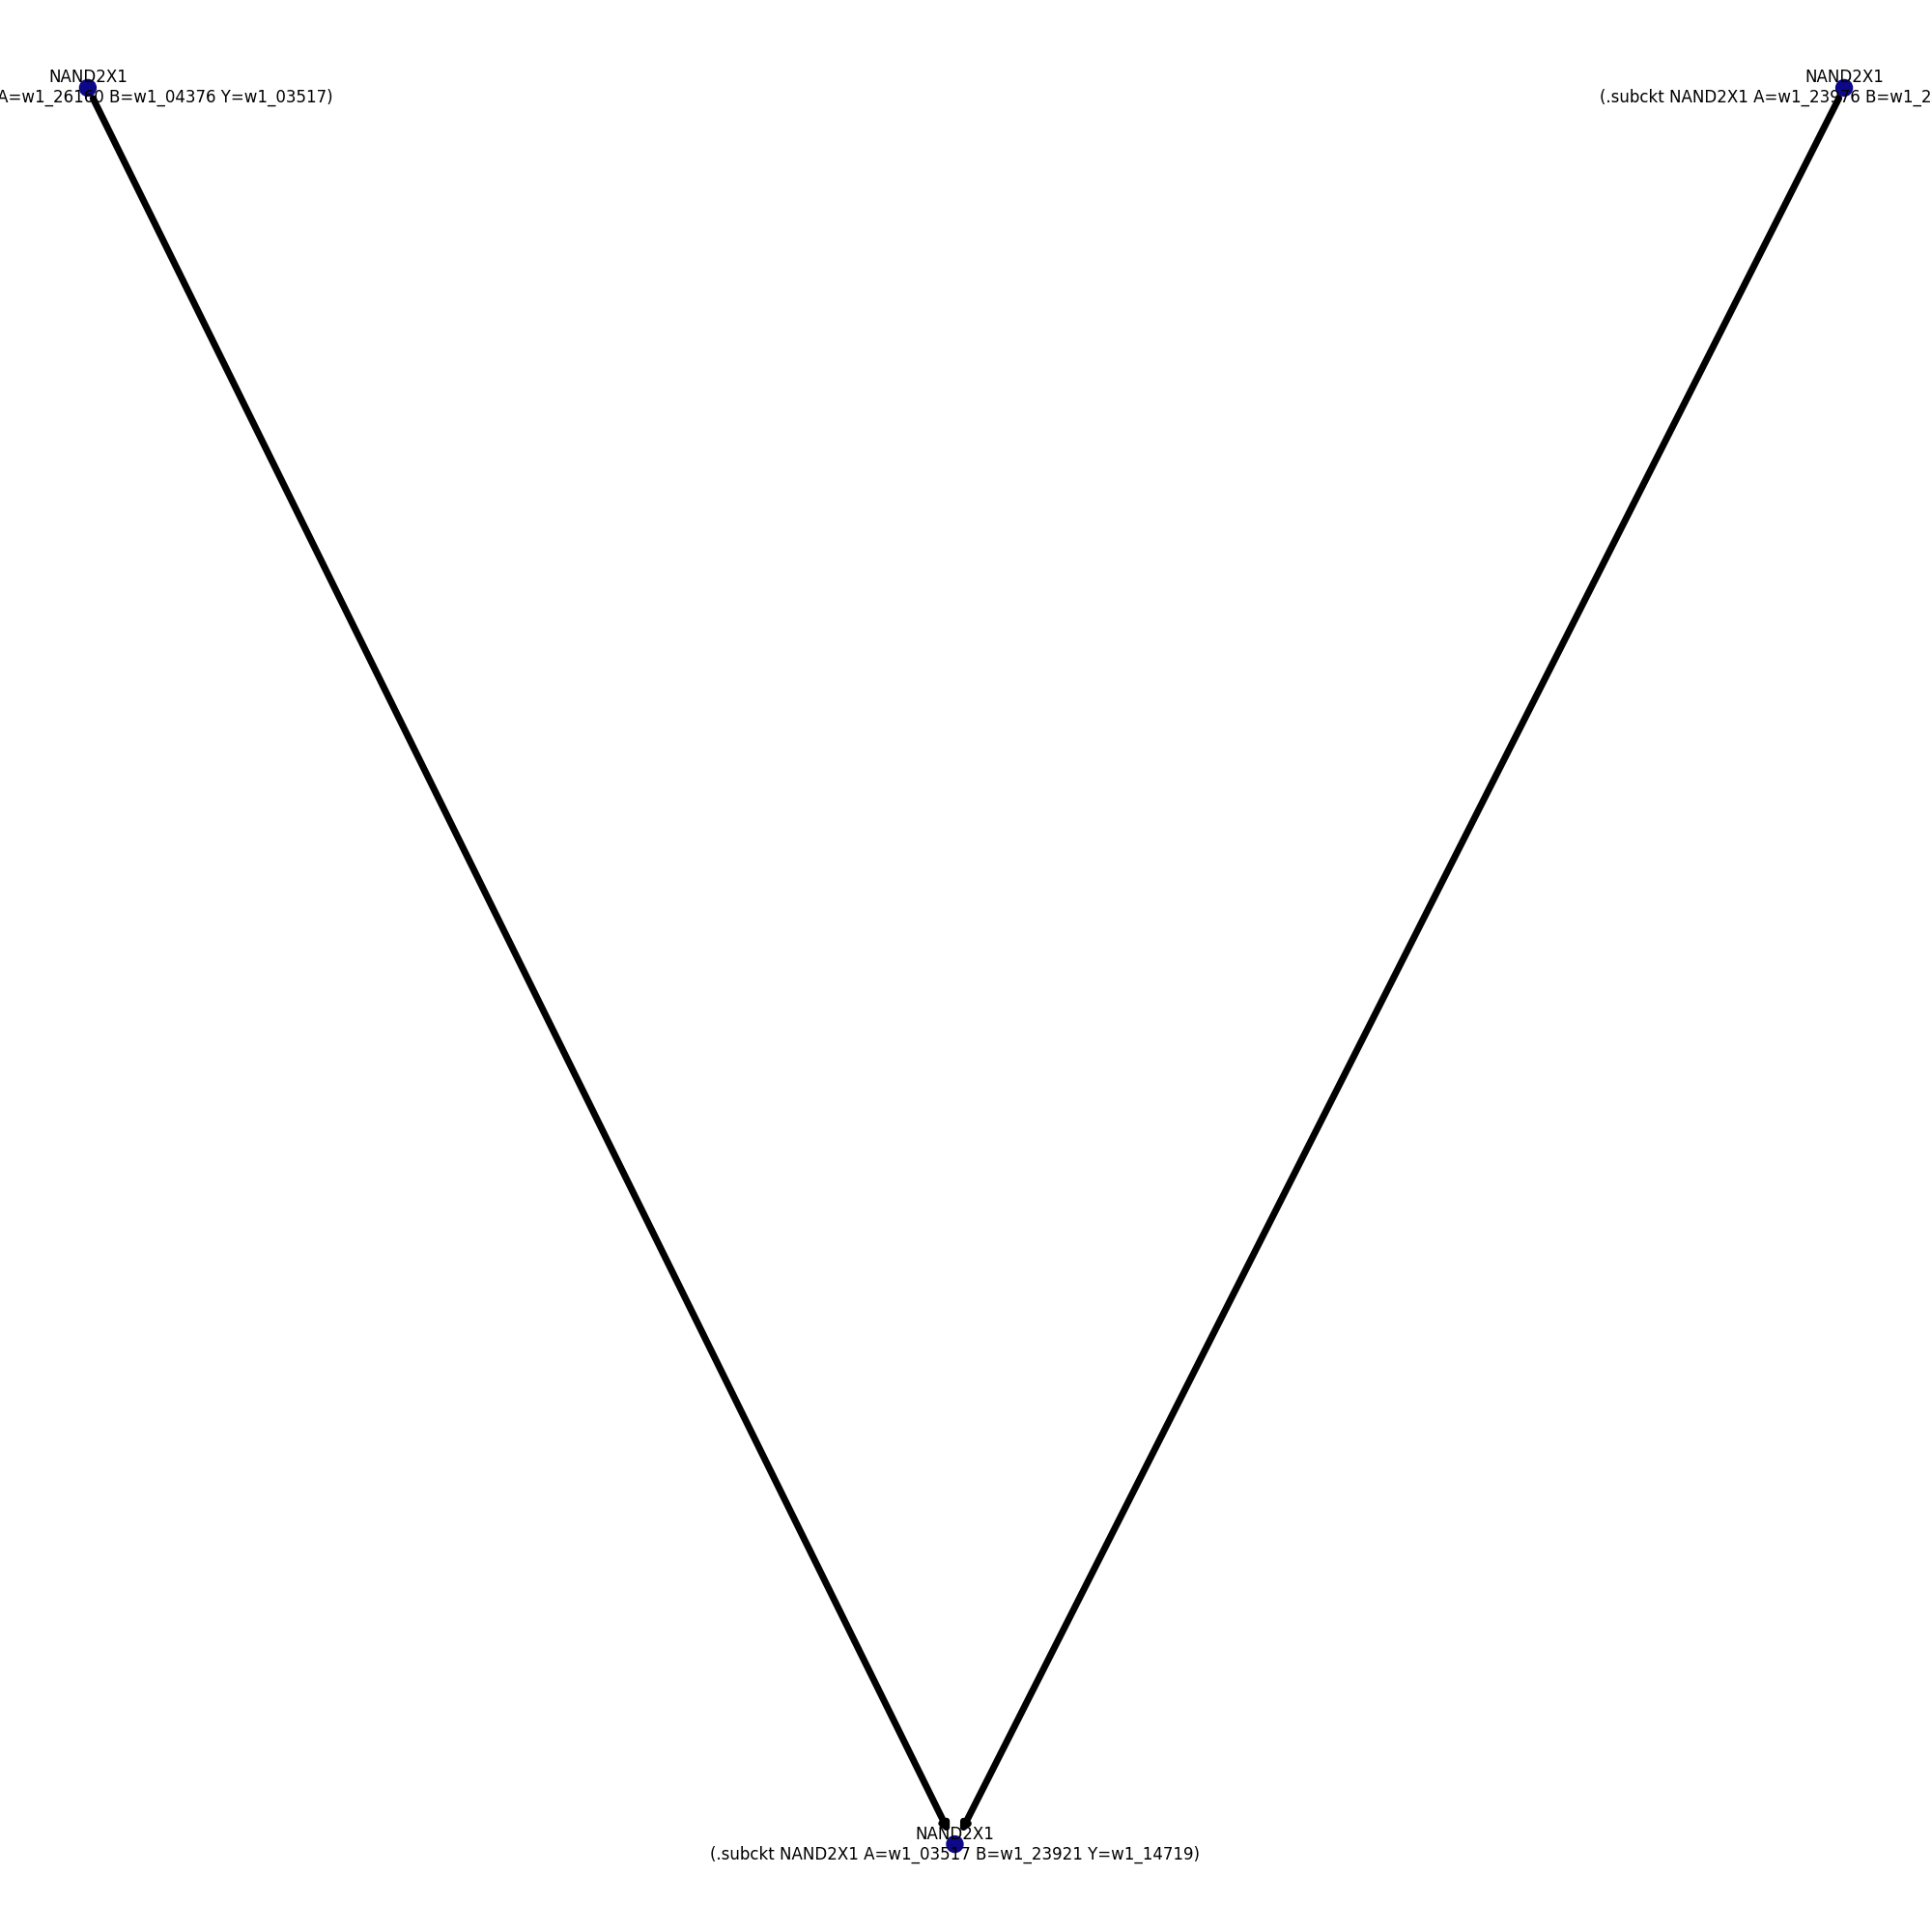 NAND2X1
A=w1_26160 B=w1_04376 Y=w1_03517)
NAND2X1
(.subckt NAND2X1 A=w1_23976 B=w1_2
NAND2X1
(.subckt NAND2X1 A=w1_03517 B=w1_23921 Y=w1_14719)